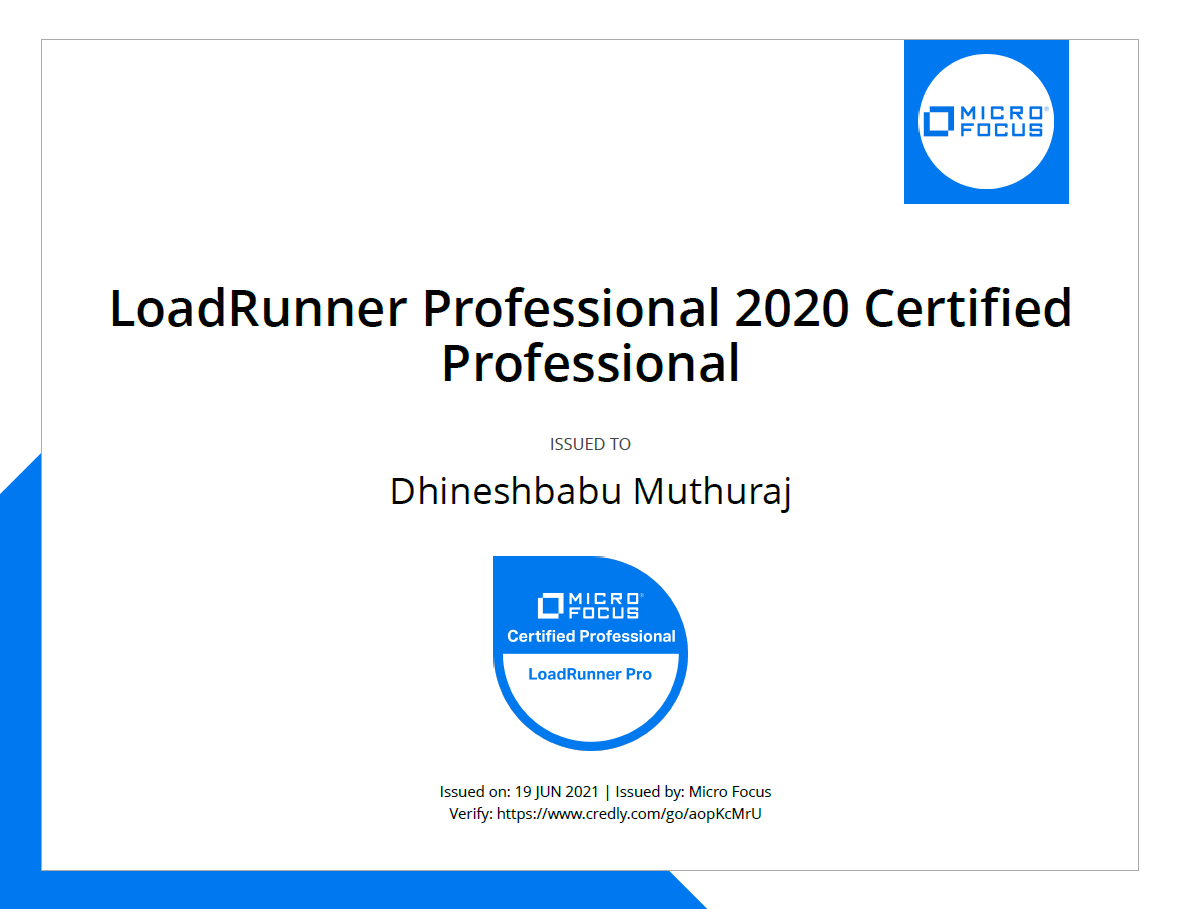 MICRO
FOCUS
LoadRunner Professional 2020 Certified
Professional
ISSUED TO
Dhineshbabu Muthuraj
MICRO
FOCUS
Certified Professional
LoadRunner Pro
Issued on: 19 JUN 2021 | Issued by: Micro Focus
Verify: https://www.credly.com/go/aopKcMrU